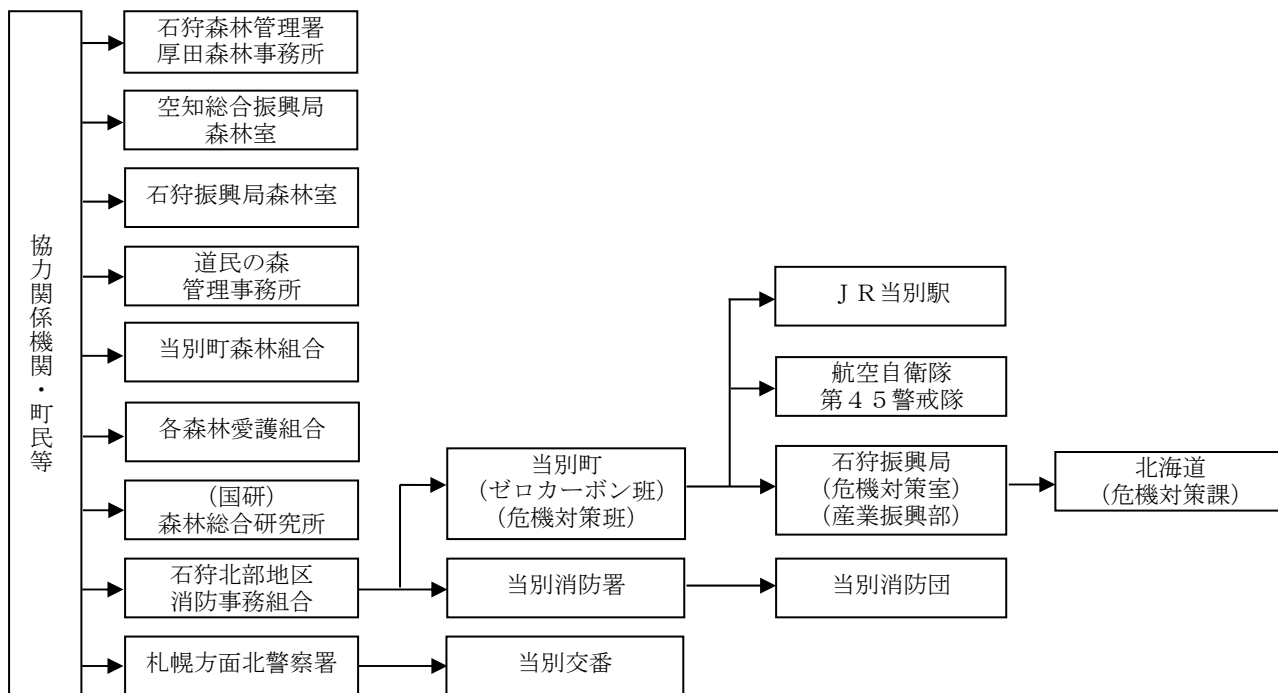 協力関係機関・町民等
石狩森林管理署
厚田森林事務所
空知総合振興局
森林室
石狩振興局森林室
道民の森
管理事務所
当別町森林組合
各森林愛護組合
(国研)
森林総合研究所
石狩北部地区
消防事務組合
札幌方面北警察署
当別町
(ゼロカーボン班)
(危機対策班)
当別消防署
当別交番
ＪＲ当別駅
航空自衛隊
第４５警戒隊
石狩振興局
(危機対策室)
(産業振興部)
当別消防団
北海道
(危機対策課)